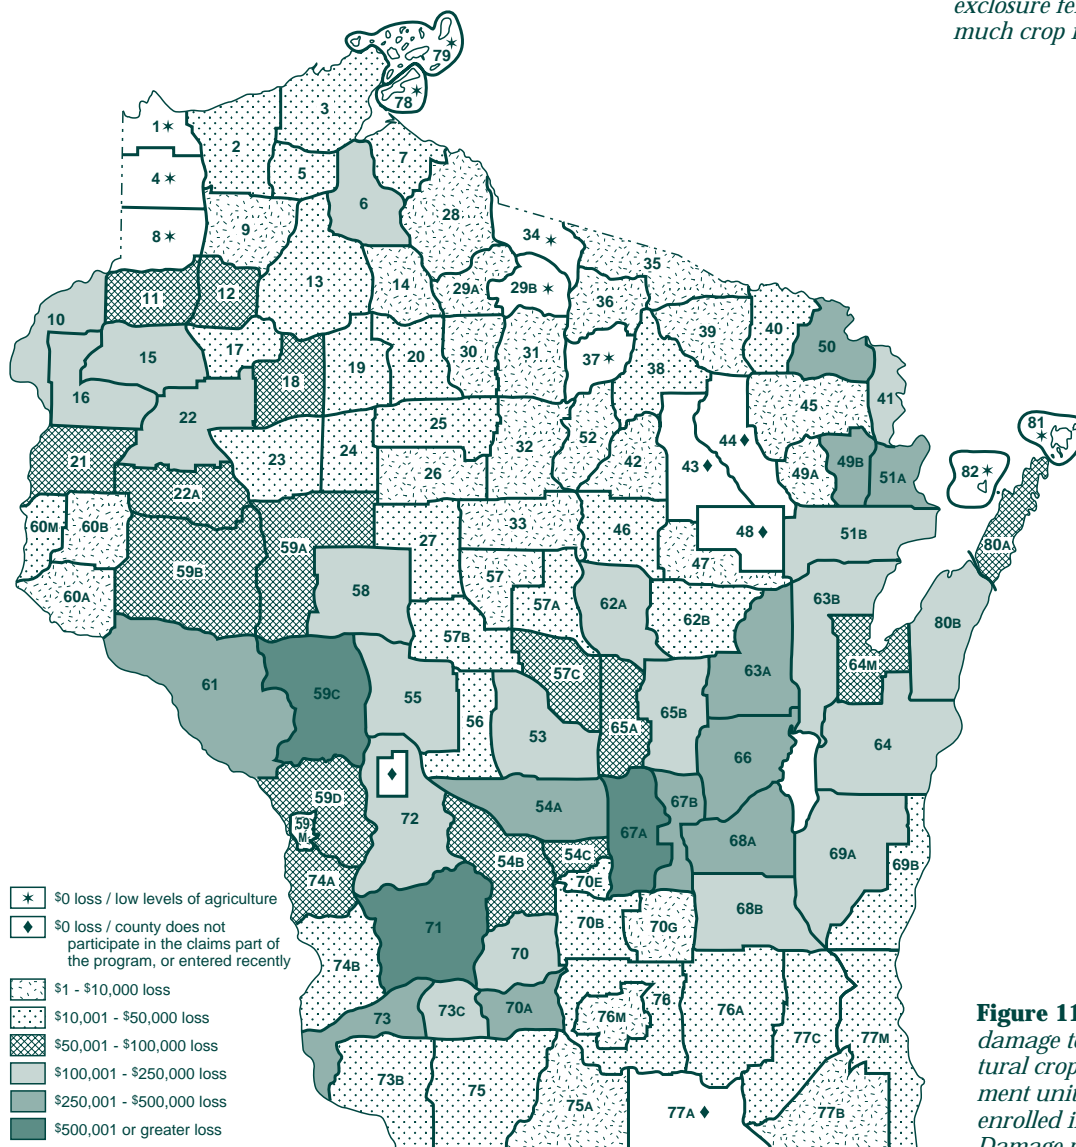 exclosure fe
much crop
79
✶
78 ✶
3
1✶
2
7
5
4 ✶
6
28
9
8 ✶
34 ✶
35
13
14
29A
29B ✶
36
11
12
10
39
40
50
17
15
20
30
31
37✶
38
19
18
16
41
22
45
25
81
✶
52
44♦
32
23
24
42
43♦
49A
49B
21
26
82✶
51A
22A
60M
60B
33
46
48♦
51B
27
59A
80A
47
59B
57
58
60A
57A
62A
63B
62B
80B
57B
64M
57C
63A
61
59C
55
65B
56
65A
53
64
66
♦
59D
54A
67B
72
59
M
67A
68A
54C
69A
54B
69B
74A
70E
68B
70B
70G
71
70
74B
76
73C
70A
76A
76M
73
77C
77M
73B
75
75A
77A♦
77B
✶ $0 loss / low levels of agriculture
♦ $0 loss / county does not
participate in the claims part of
the program, or entered recently
$1 - $10,000 loss
$10,001 - $50,000 loss
$50,001 - $100,000 loss
$100,001 - $250,000 loss
$250,001 - $500,000 loss
$500,001 or greater loss
Figure 11
damage to
tural crop
ment unit
enrolled i